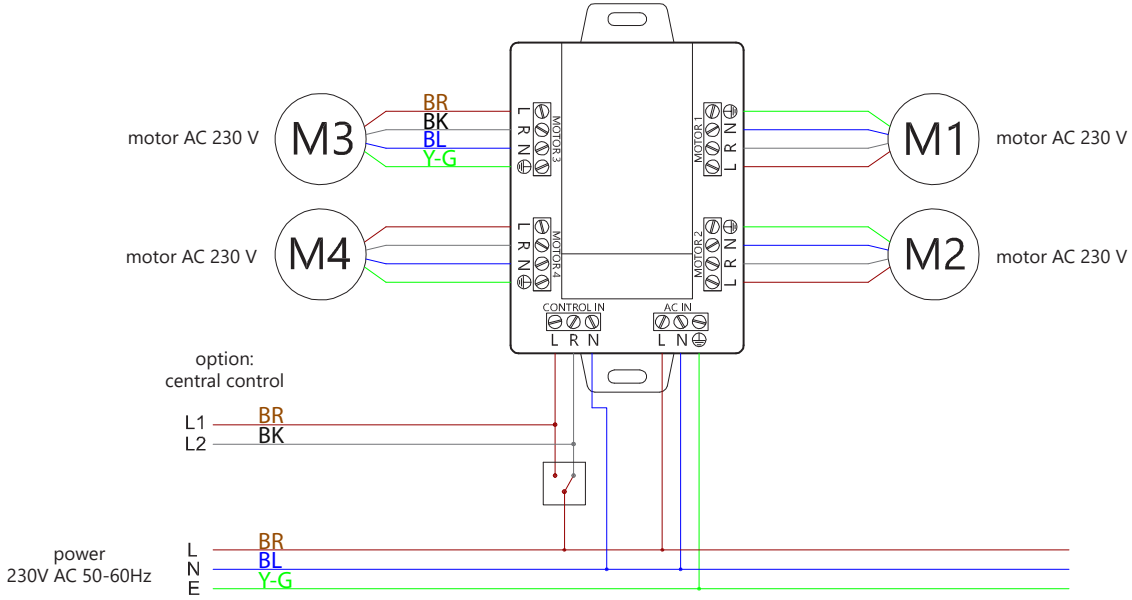 BR
BK
BL
Y-G
M3
motor AC 230 V
L
R
N
MOTOR 3
MOTOR 1
N
R
L
M1
motor AC 230 V
M4
motor AC 230 V
L
R
N
MOTOR 4
MOTOR 2
N
R
L
M2
motor AC 230 V
CONTROL IN
L R N
AC IN
L N
option:
central control
L1 BR
L2 BK
power
230V AC 50-60Hz
L BR
N BL
E Y-G